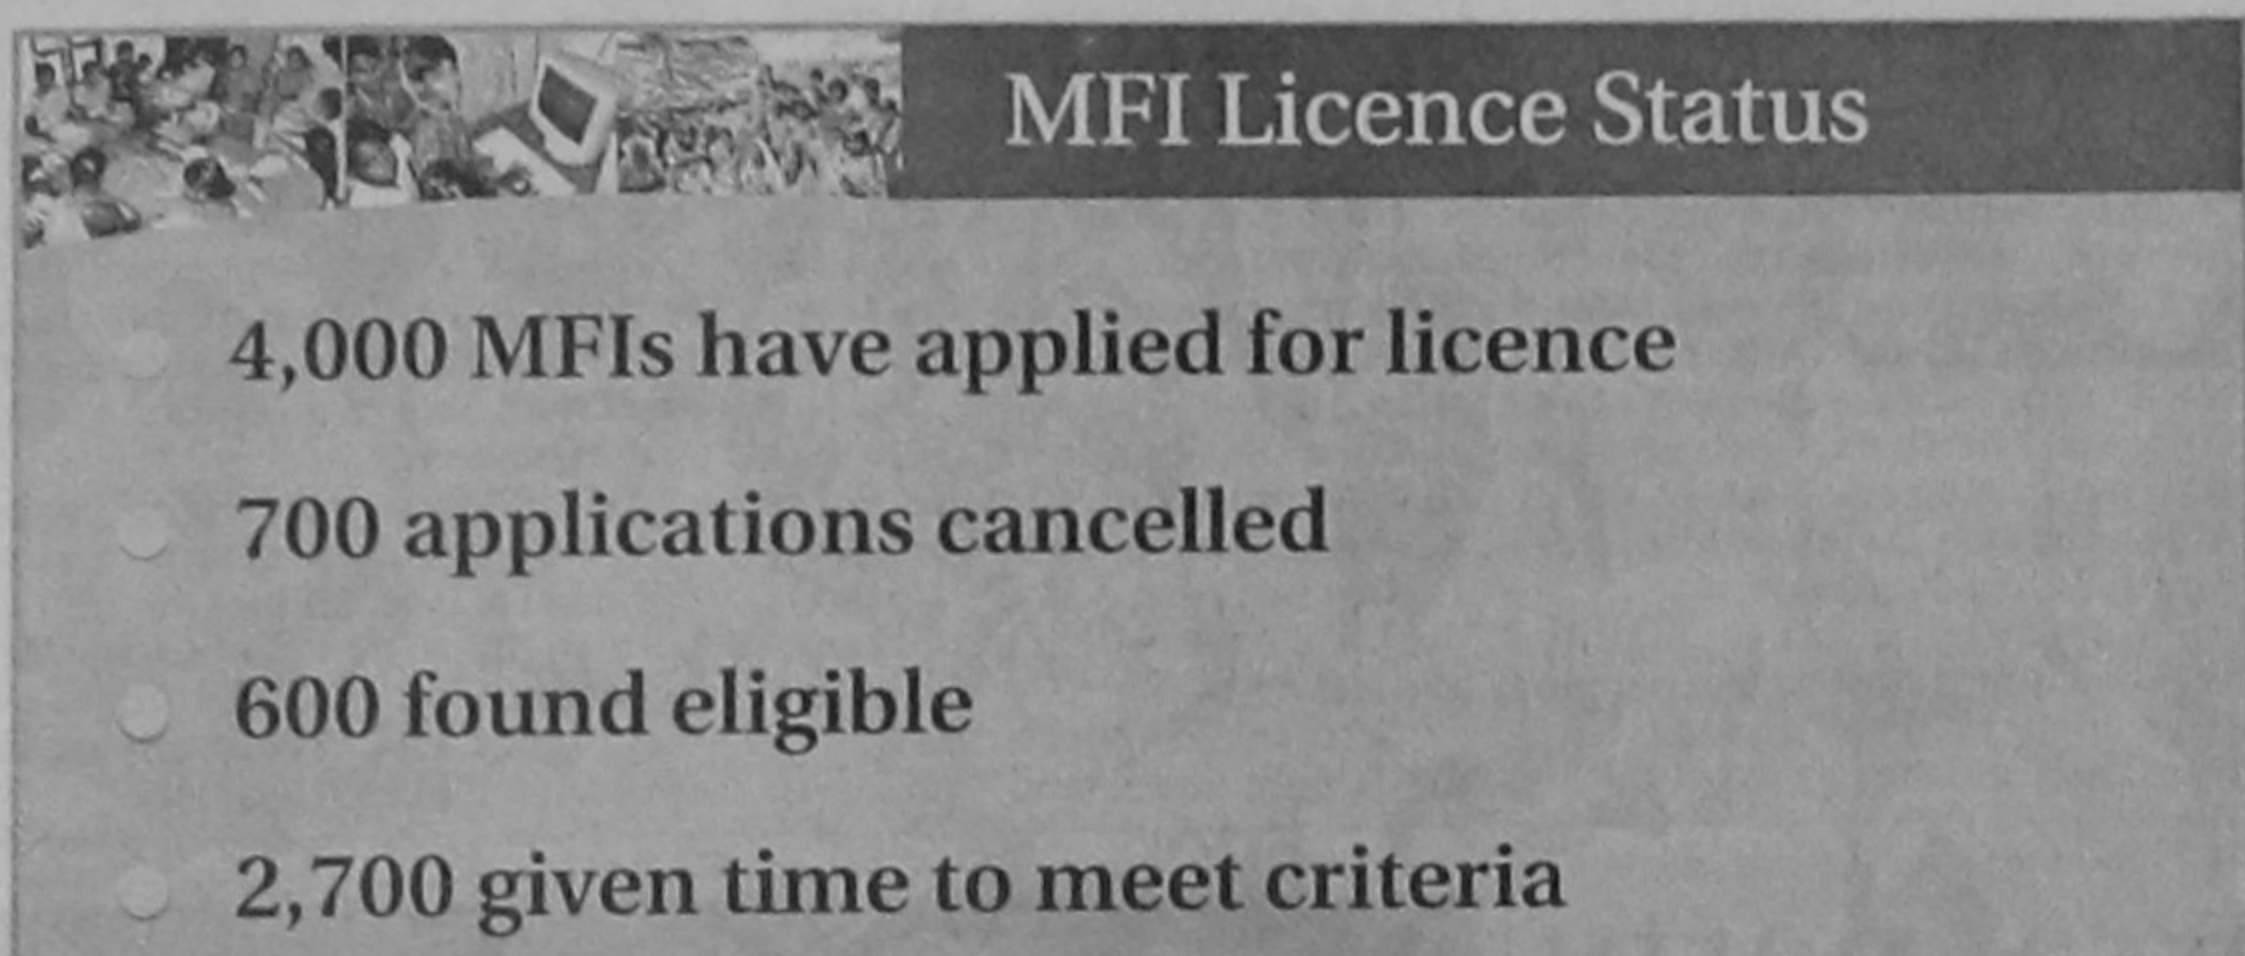 MFI Licence Status
4,000 MFIs have applied for licence
700 applications cancelled
600 found eligible
2,700 given time to meet criteria